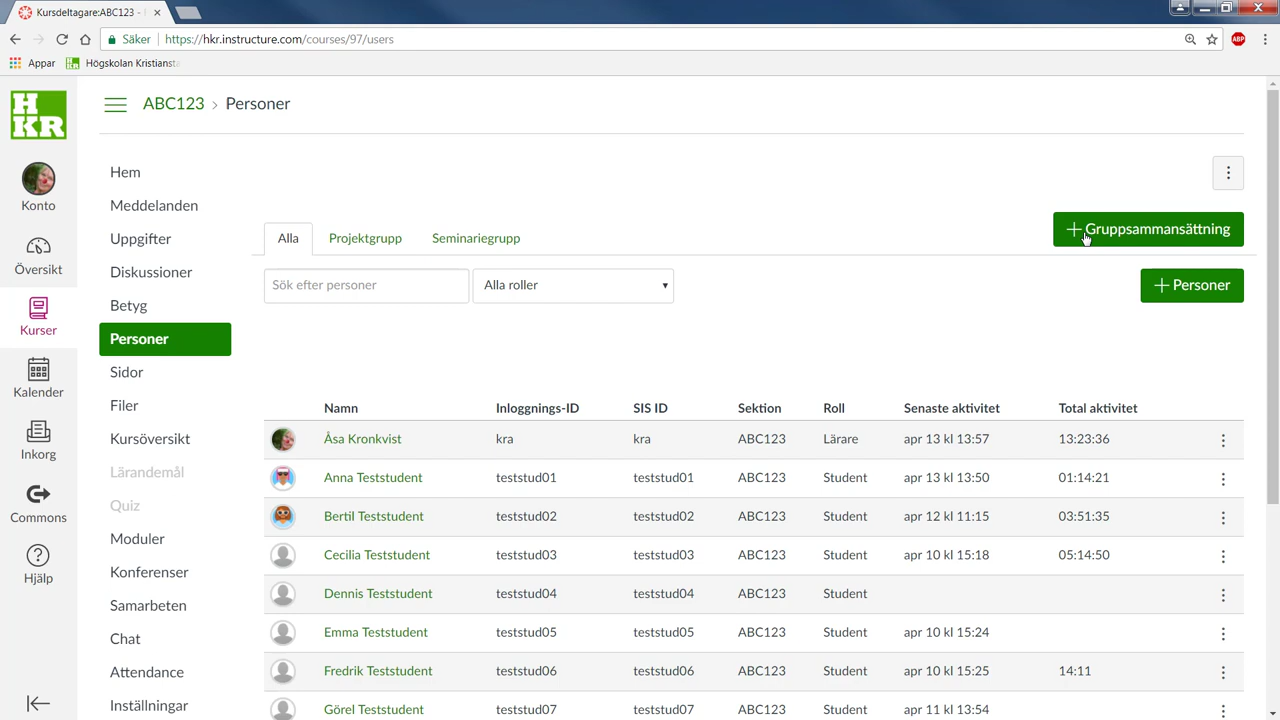 Kursdeltagare:ABC123 -
Säker https://hkr.instructure.com/courses/97/users
ABP
Appar Högskolan Kristiansta
H
KR
ABC123 › Personer
Konto
Översikt
Kurser
Kalender
Inkorg
Commons
Hjälp
Hem
Meddelanden
Uppgifter
Diskussioner
Betyg
Personer
Sidor
Filer
Kursöversikt
Lärandemål
Quiz
Moduler
Konferenser
Samarbeten
Chat
Attendance
Inställningar
Alla Projektgrupp Seminariegrupp
+ Gruppsammansättning
Sök efter personer Alla roller
+ Personer
Namn Inloggnings-ID SIS ID Sektion Roll Senaste aktivitet Total aktivitet
Åsa Kronkvist kra kra ABC123 Lärare apr 13 kl 13:57 13:23:36
Anna Teststudent teststud01 teststud01 ABC123 Student apr 13 kl 13:50 01:14:21
Bertil Teststudent teststud02 teststud02 ABC123 Student apr 12 kl 11:15 03:51:35
Cecilia Teststudent teststud03 teststud03 ABC123 Student apr 10 kl 15:18 05:14:50
Dennis Teststudent teststud04 teststud04 ABC123 Student
Emma Teststudent teststud05 teststud05 ABC123 Student apr 10 kl 15:24
Fredrik Teststudent teststud06 teststud06 ABC123 Student apr 10 kl 15:25 14:11
Görel Teststudent teststud07 teststud07 ABC123 Student apr 11 kl 13:54